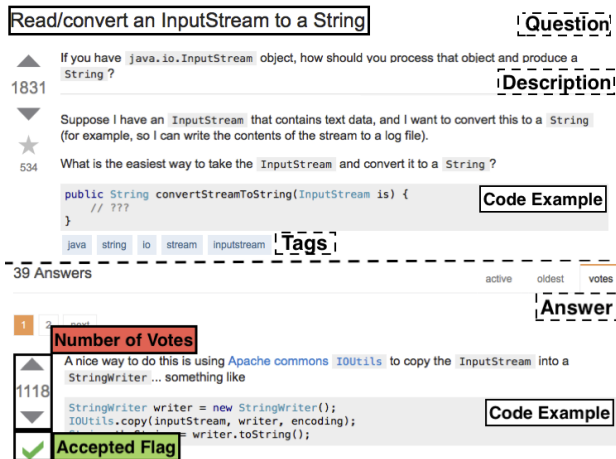 Read/convert an InputStream to a String
Question
If you have java.io.InputStream object, how should you process that object and produce a
String ?
1831
Description
Suppose I have an InputStream that contains text data, and I want to convert this to a String
(for example, so I can write the contents of the stream to a log file).
534
What is the easiest way to take the InputStream and convert it to a String ?
public String convertStreamToString(InputStream is) {
// ???
}
Code Example
java string io stream inputstream
Tags
39 Answers
active oldest votes
Answer
1 2 next
Number of Votes
A nice way to do this is using Apache commons IOUtils to copy the InputStream into a
StringWriter ... something like
1118
StringWriter writer = new StringWriter();
IOUtils.copy(inputStream, writer, encoding);
= writer.toString();
Code Example
Accepted Flag